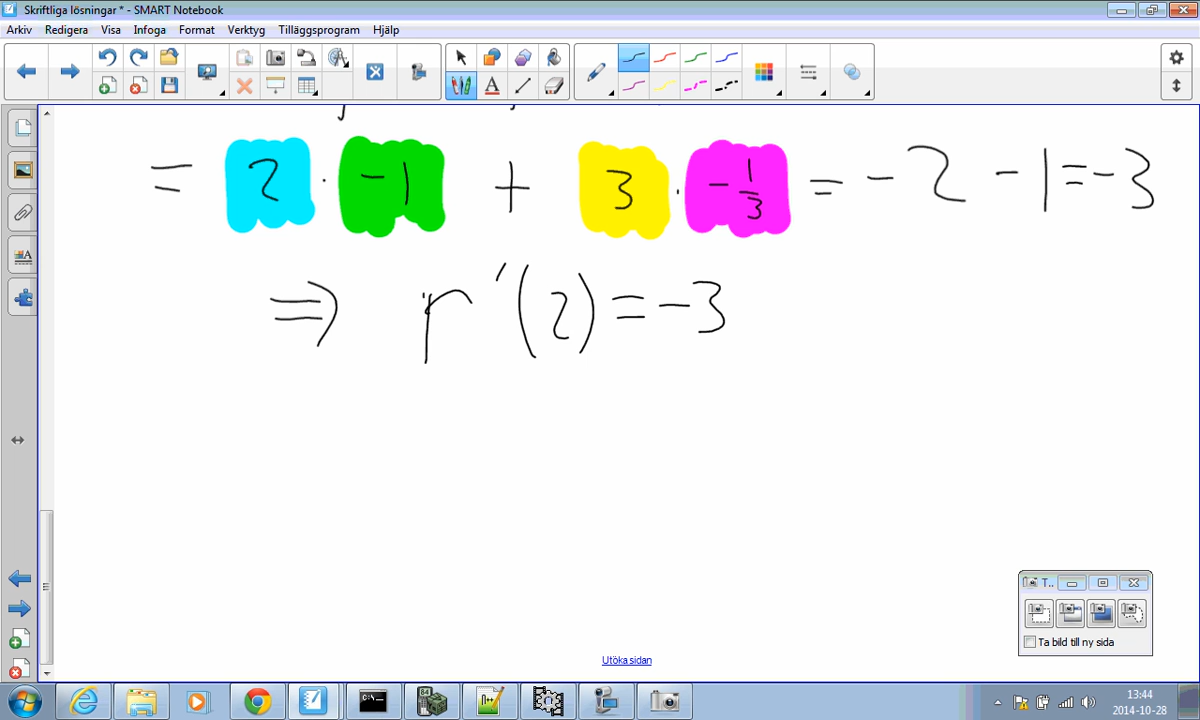 Skriftliga lösningar * - SMART Notebook
Arkiv Redigera Visa Infoga Format Verktyg Tilläggsprogram Hjälp
= 2 · -1 + 3 · -1/3 = -2 -1 = -3
⇒ r'(2) = -3
T..
Ta bild till ny sida
Utöka sidan
13:44
2014-10-28